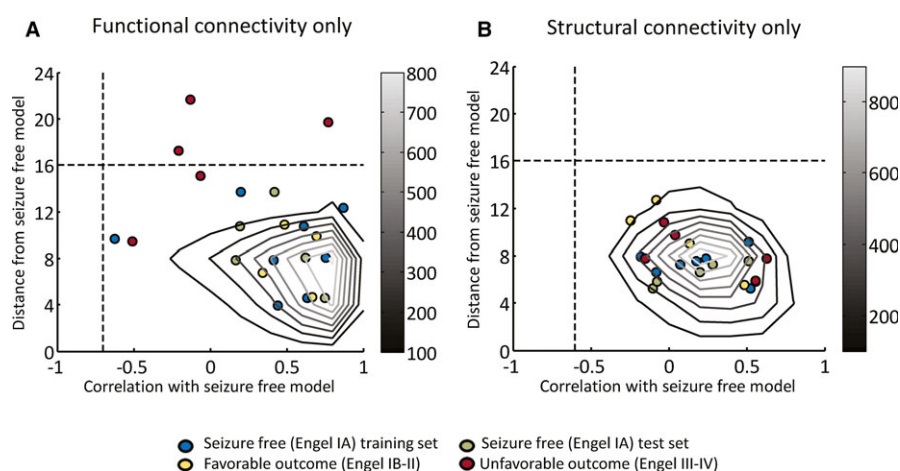 A Functional connectivity only
Distance from seizure free model
24
20
16
12
8
4
0
-1 -0.5 0 0.5 1
Correlation with seizure free model
800
700
600
500
400
300
200
100
B Structural connectivity only
Distance from seizure free model
24
20
16
12
8
4
0
-1 -0.5 0 0.5 1
Correlation with seizure free model
800
600
400
200
Seizure free (Engel IA) training set
Seizure free (Engel IA) test set
Favorable outcome (Engel IB-II)
Unfavorable outcome (Engel III-IV)